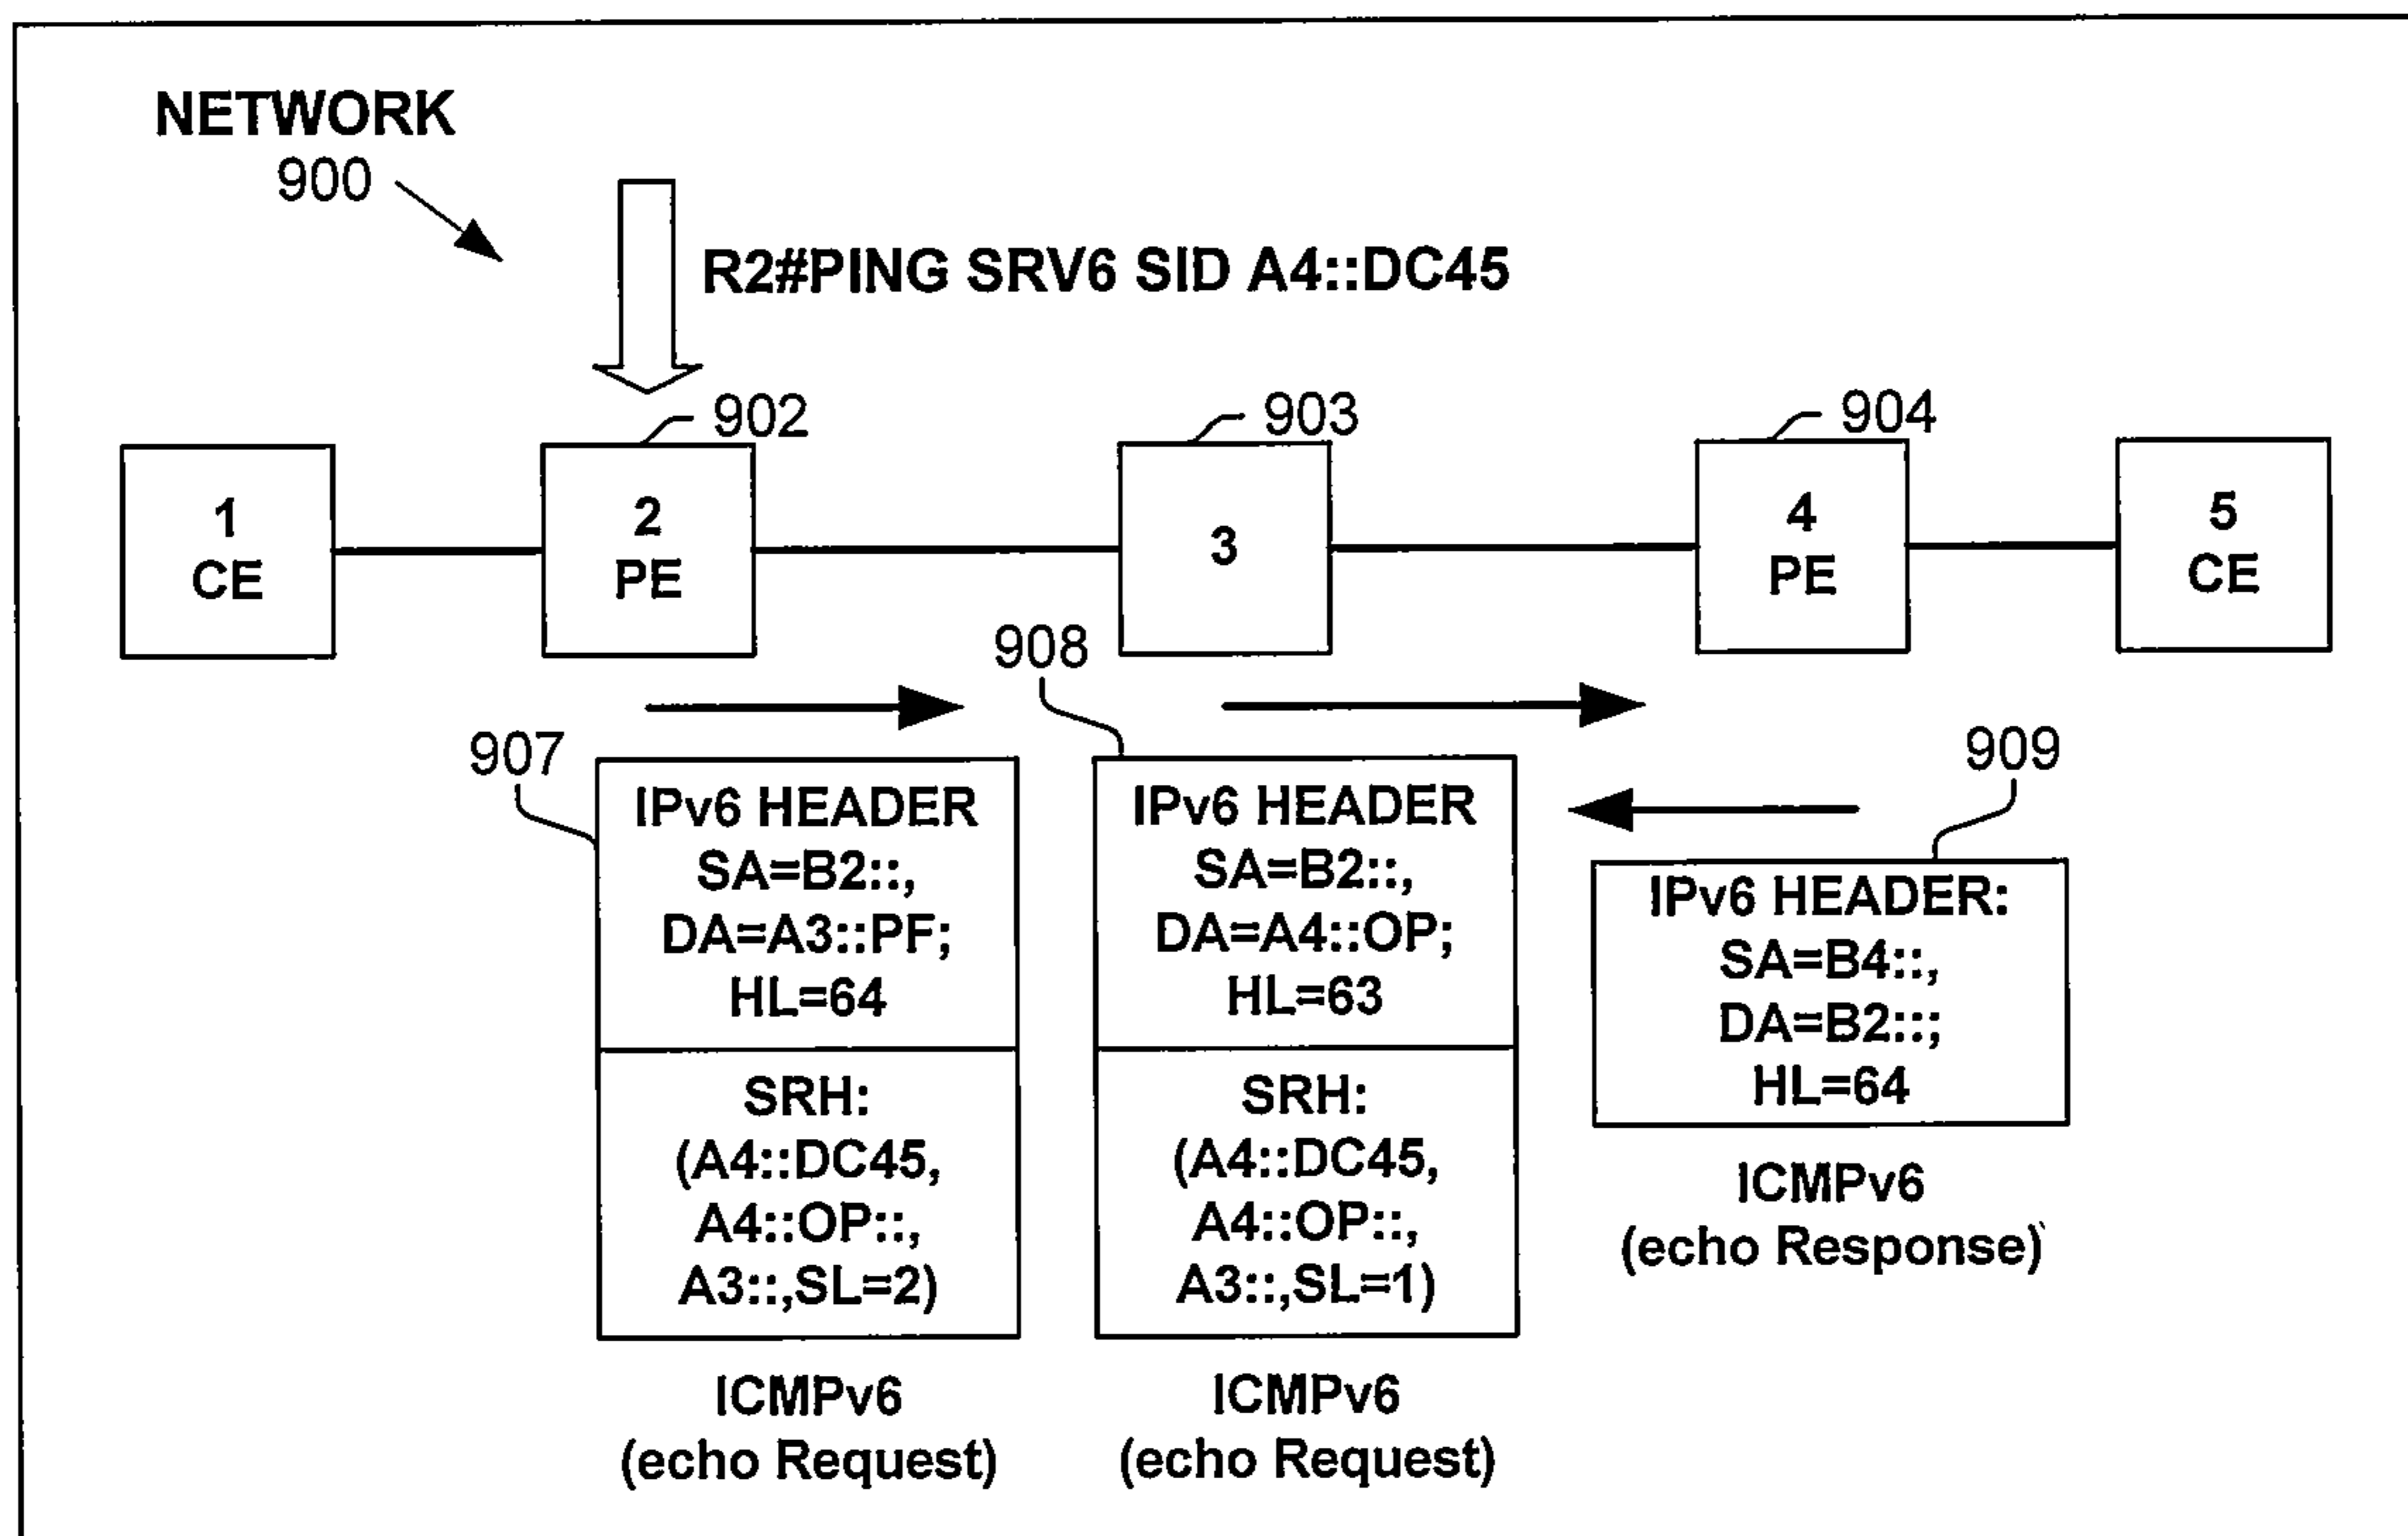 NETWORK
900
R2#PING SRV6 SID A4::DC45
902
903
904
1
CE
2
PE
3
4
PE
5
CE
908
907
909
IPv6 HEADER
SA=B2::,
DA=A3::PF;
HL=64
SRH:
(A4::DC45,
A4::OP::,
A3::,SL=2)
ICMPv6
(echo Request)
IPv6 HEADER
SA=B2::,
DA=A4::OP;
HL=63
SRH:
(A4::DC45,
A4::OP::,
A3::,SL=1)
ICMPv6
(echo Request)
IPv6 HEADER:
SA=B4::,
DA=B2::;
HL=64
ICMPv6
(echo Response)